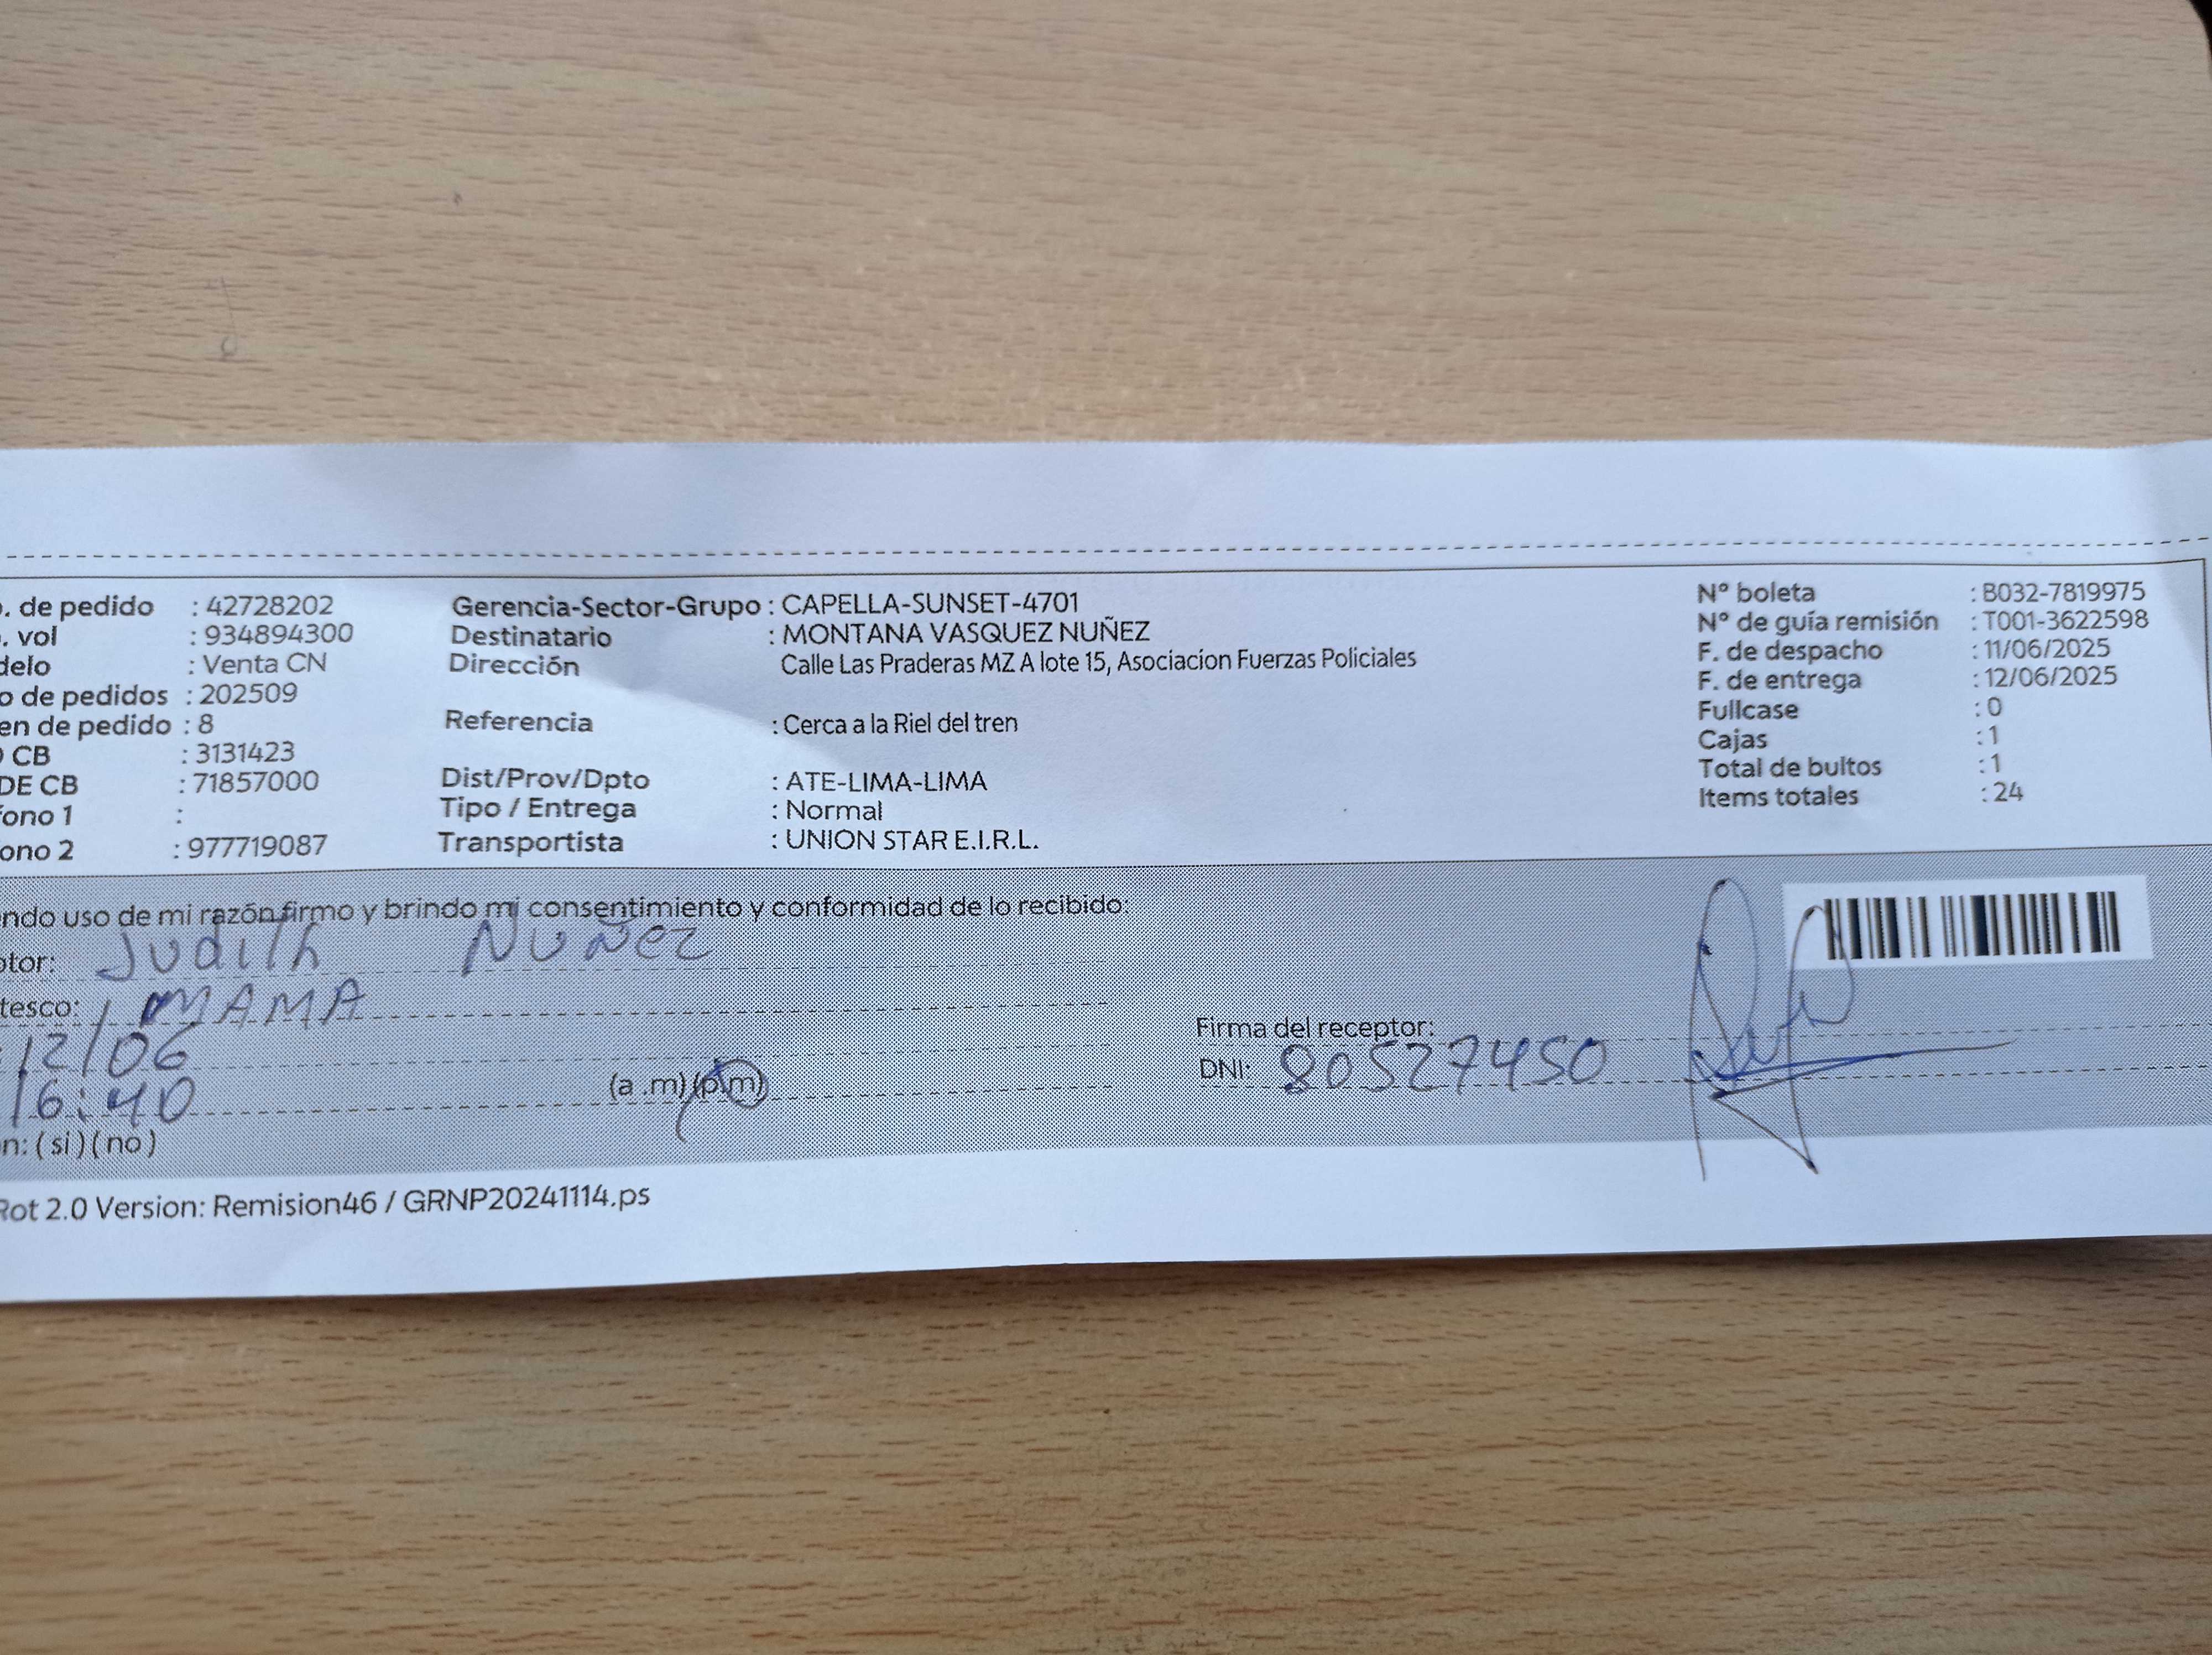 . de pedido : 42728202
. vol : 934894300
delo : Venta CN
o de pedidos : 202509
en de pedido : 8
CB : 3131423
DE CB : 71857000
fono 1 :
ono 2 : 977719087
Gerencia-Sector-Grupo : CAPELLA-SUNSET-4701
Destinatario : MONTANA VASQUEZ NUÑEZ
Dirección Calle Las Praderas MZ A lote 15, Asociacion Fuerzas Policiales
Referencia : Cerca a la Riel del tren
Dist/Prov/Dpto : ATE-LIMA-LIMA
Tipo / Entrega : Normal
Transportista : UNION STAR E.I.R.L.
N° boleta : B032-7819975
N° de guía remisión : T001-3622598
F. de despacho : 11/06/2025
F. de entrega : 12/06/2025
Fullcase : 0
Cajas : 1
Total de bultos : 1
Items totales : 24
ndo uso de mi razón firmo y brindo mi consentimiento y conformidad de lo recibido:
ptor: Judith Nuñez
tesco: MAMA
12/06
16:40 (a .m) (p.m)
n: ( si ) ( no )
Firma del receptor:
DNI: 80527450
Rot 2.0 Version: Remision46 / GRNP20241114.ps